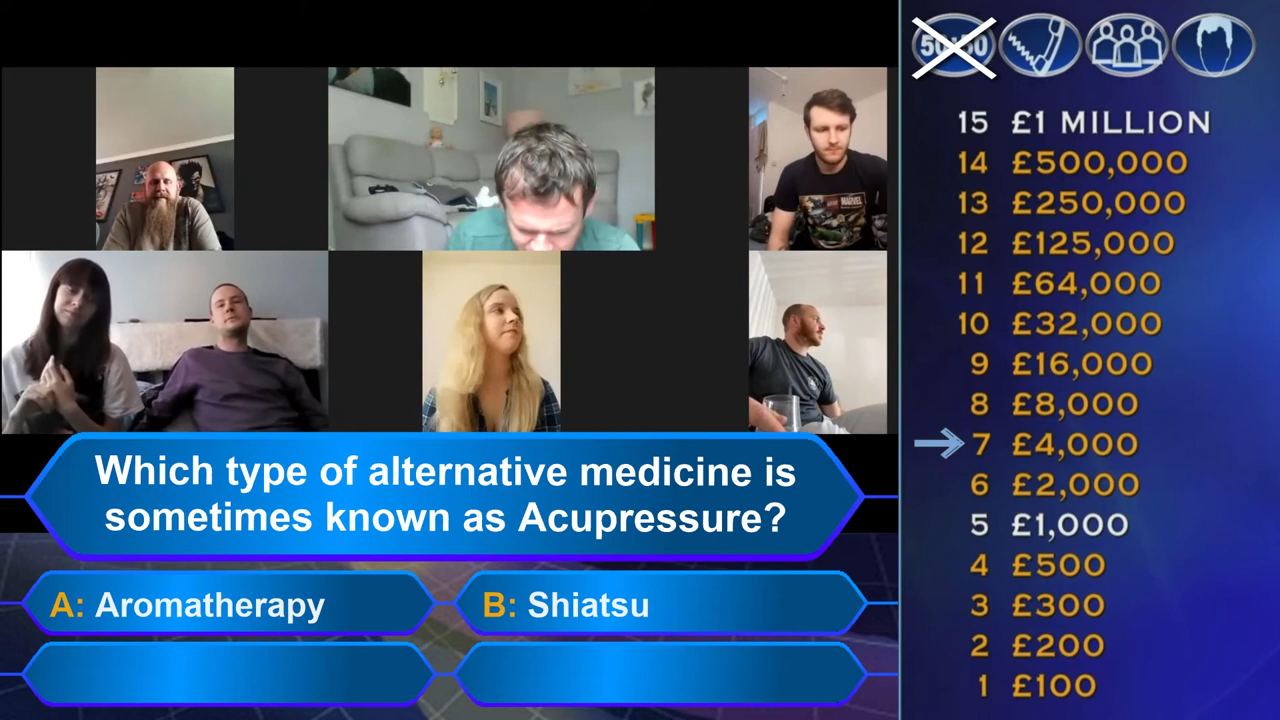 50:50
15 £1 MILLION
14 £500,000
13 £250,000
12 £125,000
11 £64,000
10 £32,000
9 £16,000
8 £8,000
7 £4,000
6 £2,000
5 £1,000
4 £500
3 £300
2 £200
1 £100
MARVEL
Which type of alternative medicine is
sometimes known as Acupressure?
A: Aromatherapy
B: Shiatsu